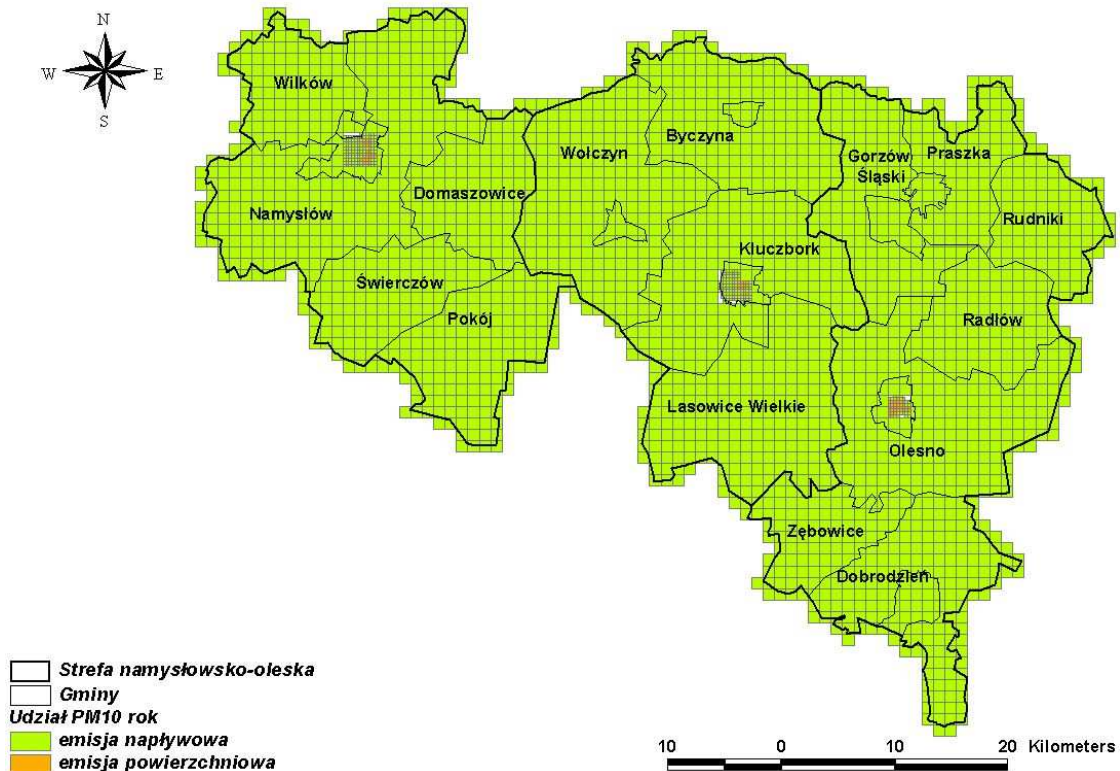 N
W E
S
Wilków
Byczyna
Wołczyn
Praszka
Gorzów
Śląski
Domaszowice
Namysłów
Rudniki
Kluczbork
Świerczów
Pokój
Radłów
Lasowice Wielkie
Olesno
Zębowice
Dobrodzień
Strefa namysłowsko-oleska
Gminy
Udział PM10 rok
emisja napływowa
emisja powierzchniowa
10 0 10 20 Kilometers